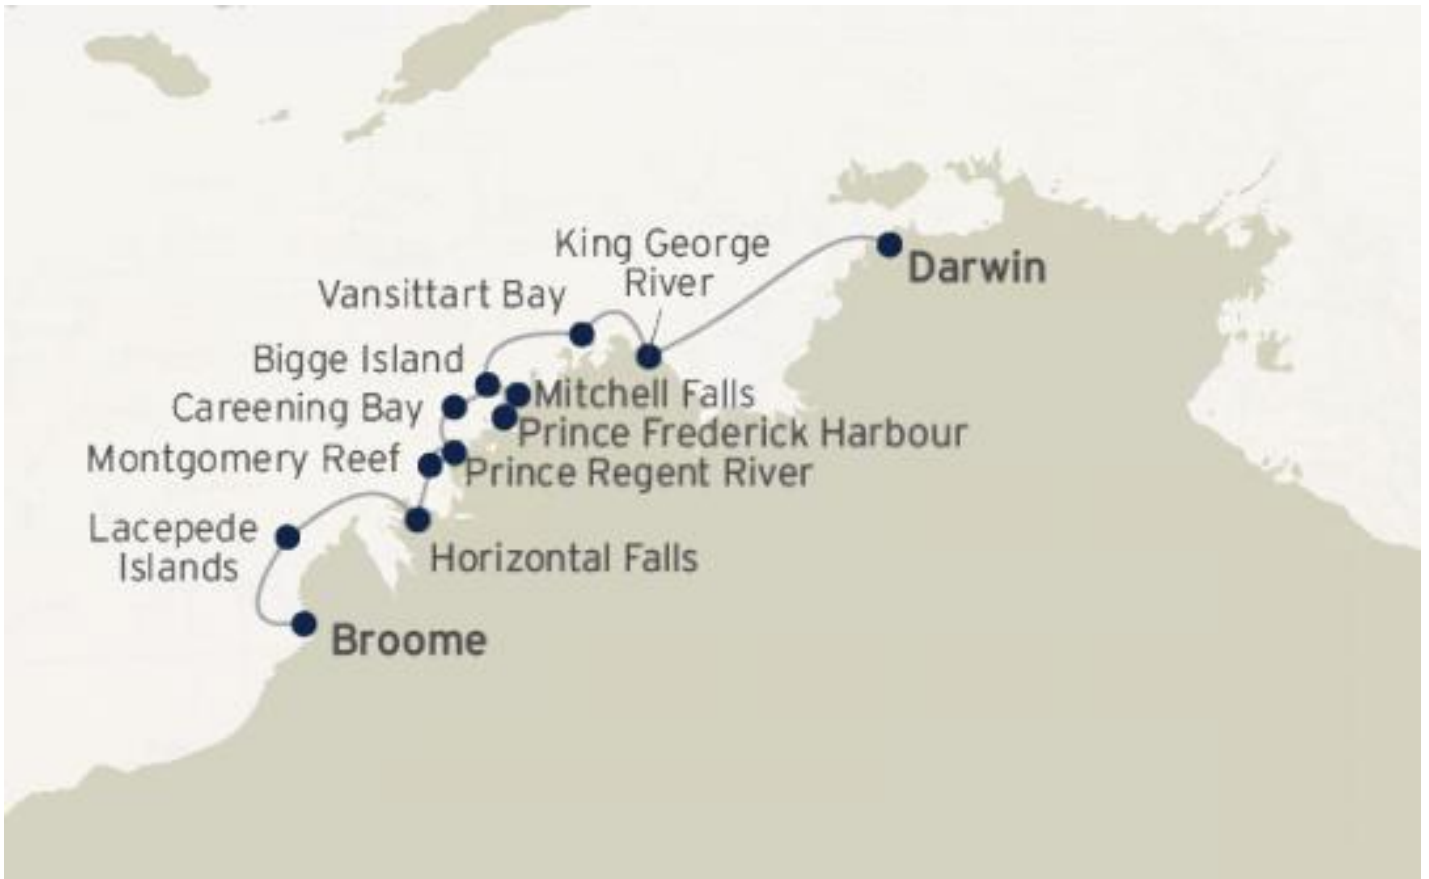 King George
River
Darwin
Vansittart Bay
Bigge Island
Mitchell Falls
Careening Bay
Prince Frederick Harbour
Montgomery Reef
Prince Regent River
Lacepede
Islands
Horizontal Falls
Broome